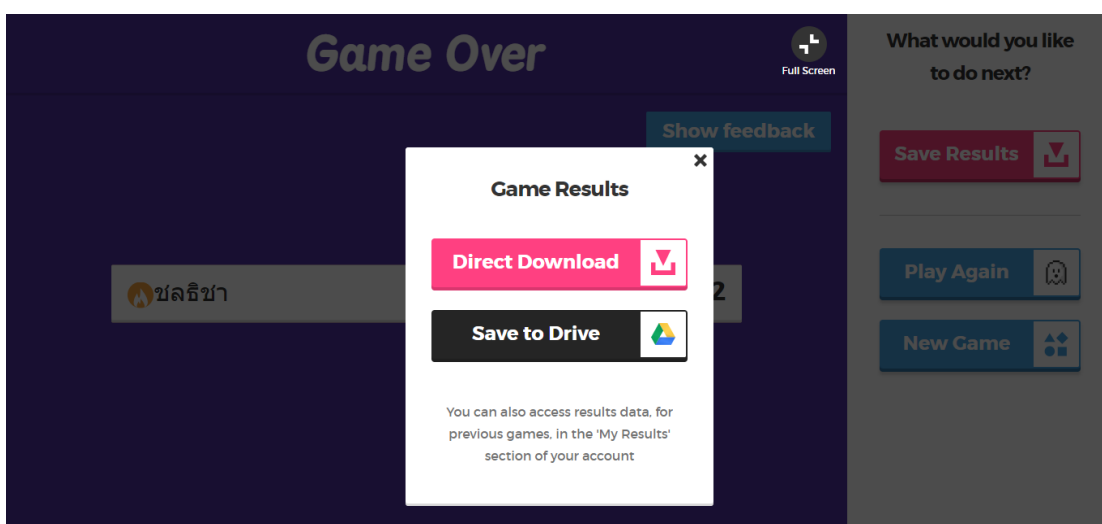 Game Over
Full Screen
What would you like
to do next?
Show feedback
Save Results
Game Results
Direct Download
Play Again
ชลธิชา
2
Save to Drive
New Game
You can also access results data, for
previous games, in the 'My Results'
section of your account